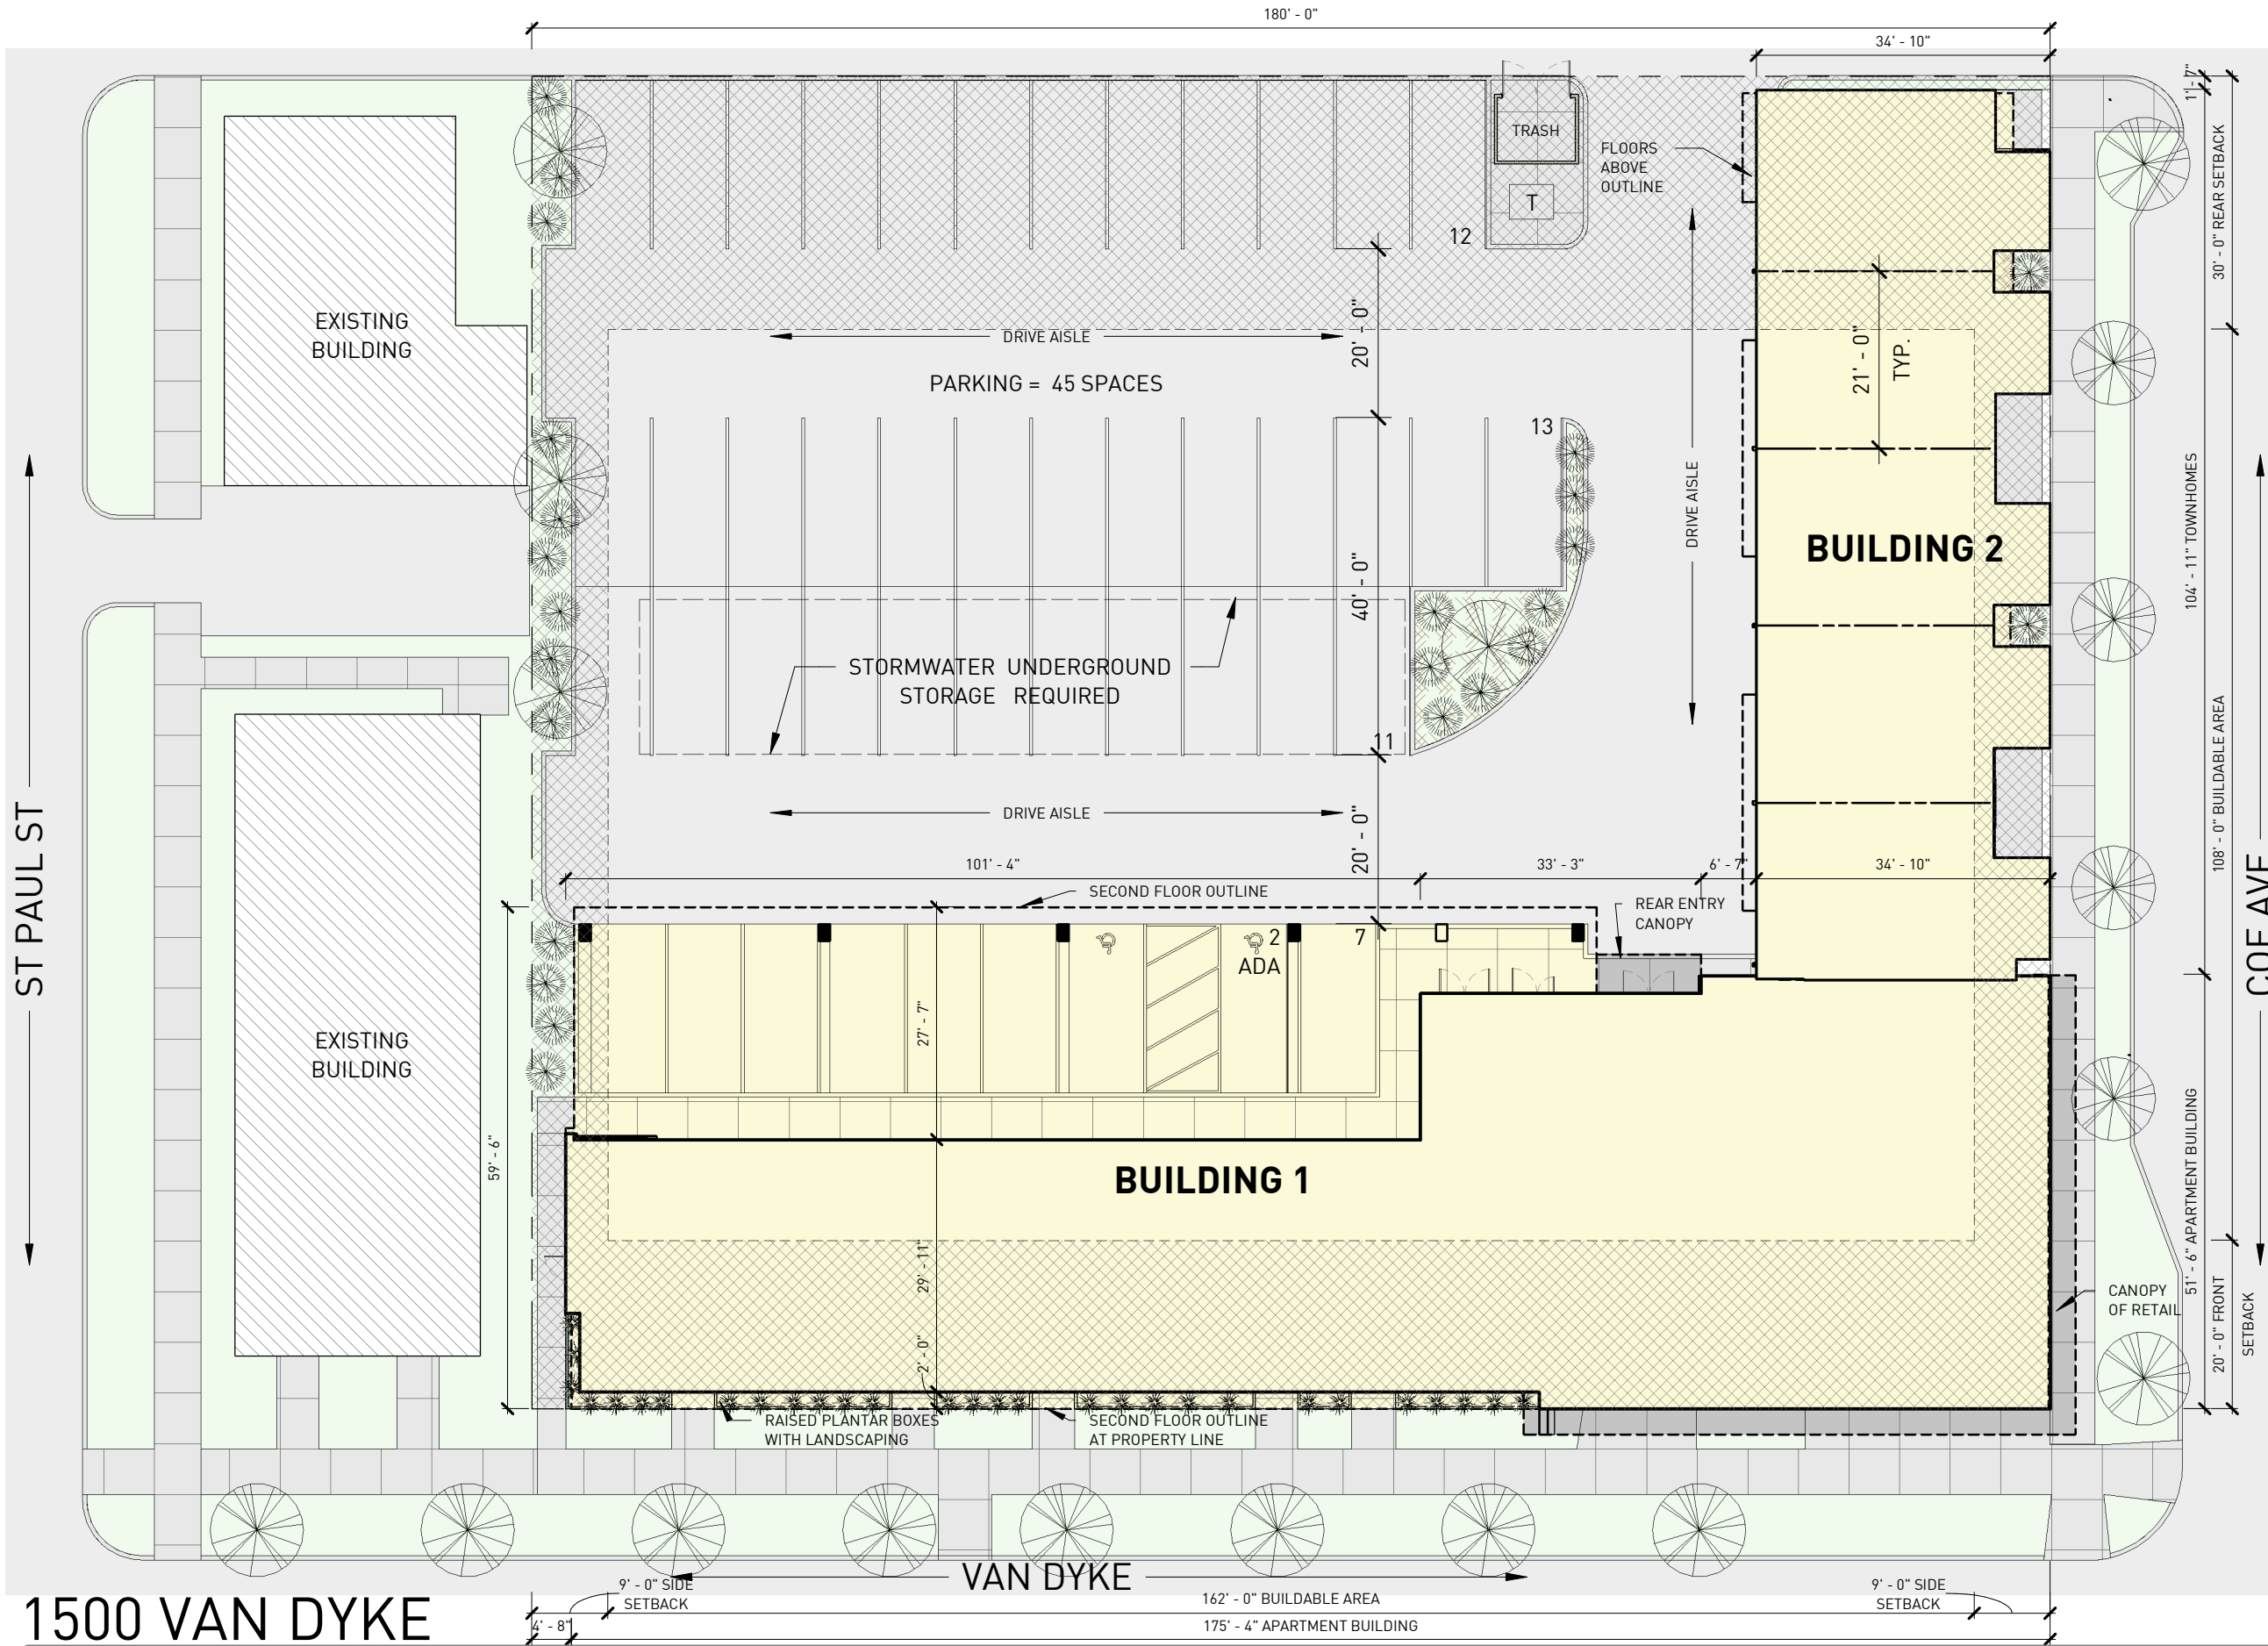 180' - 0"
34' - 10"
1' - 7"
TRASH
T
FLOORS
ABOVE
OUTLINE
12
30' - 0" REAR SETBACK
EXISTING
BUILDING
DRIVE AISLE
20' - 0"
21' - 0"
TYP.
PARKING = 45 SPACES
13
DRIVE AISLE
104' - 11" TOWNHOMES
BUILDING 2
40' - 0"
STORMWATER UNDERGROUND
STORAGE REQUIRED
11
108' - 0" BUILDABLE AREA
DRIVE AISLE
20' - 0"
ST PAUL ST
COE AVE
101' - 4"
33' - 3"
6' - 7"
34' - 10"
SECOND FLOOR OUTLINE
REAR ENTRY
CANOPY
2
ADA
7
27' - 7"
EXISTING
BUILDING
59' - 6"
BUILDING 1
51' - 6" APARTMENT BUILDING
29' - 11"
CANOPY
OF RETAIL
20' - 0" FRONT
SETBACK
2' - 0"
RAISED PLANTAR BOXES
WITH LANDSCAPING
SECOND FLOOR OUTLINE
AT PROPERTY LINE
VAN DYKE
9' - 0" SIDE
SETBACK
162' - 0" BUILDABLE AREA
9' - 0" SIDE
SETBACK
1500 VAN DYKE
4' - 8"
175' - 4" APARTMENT BUILDING